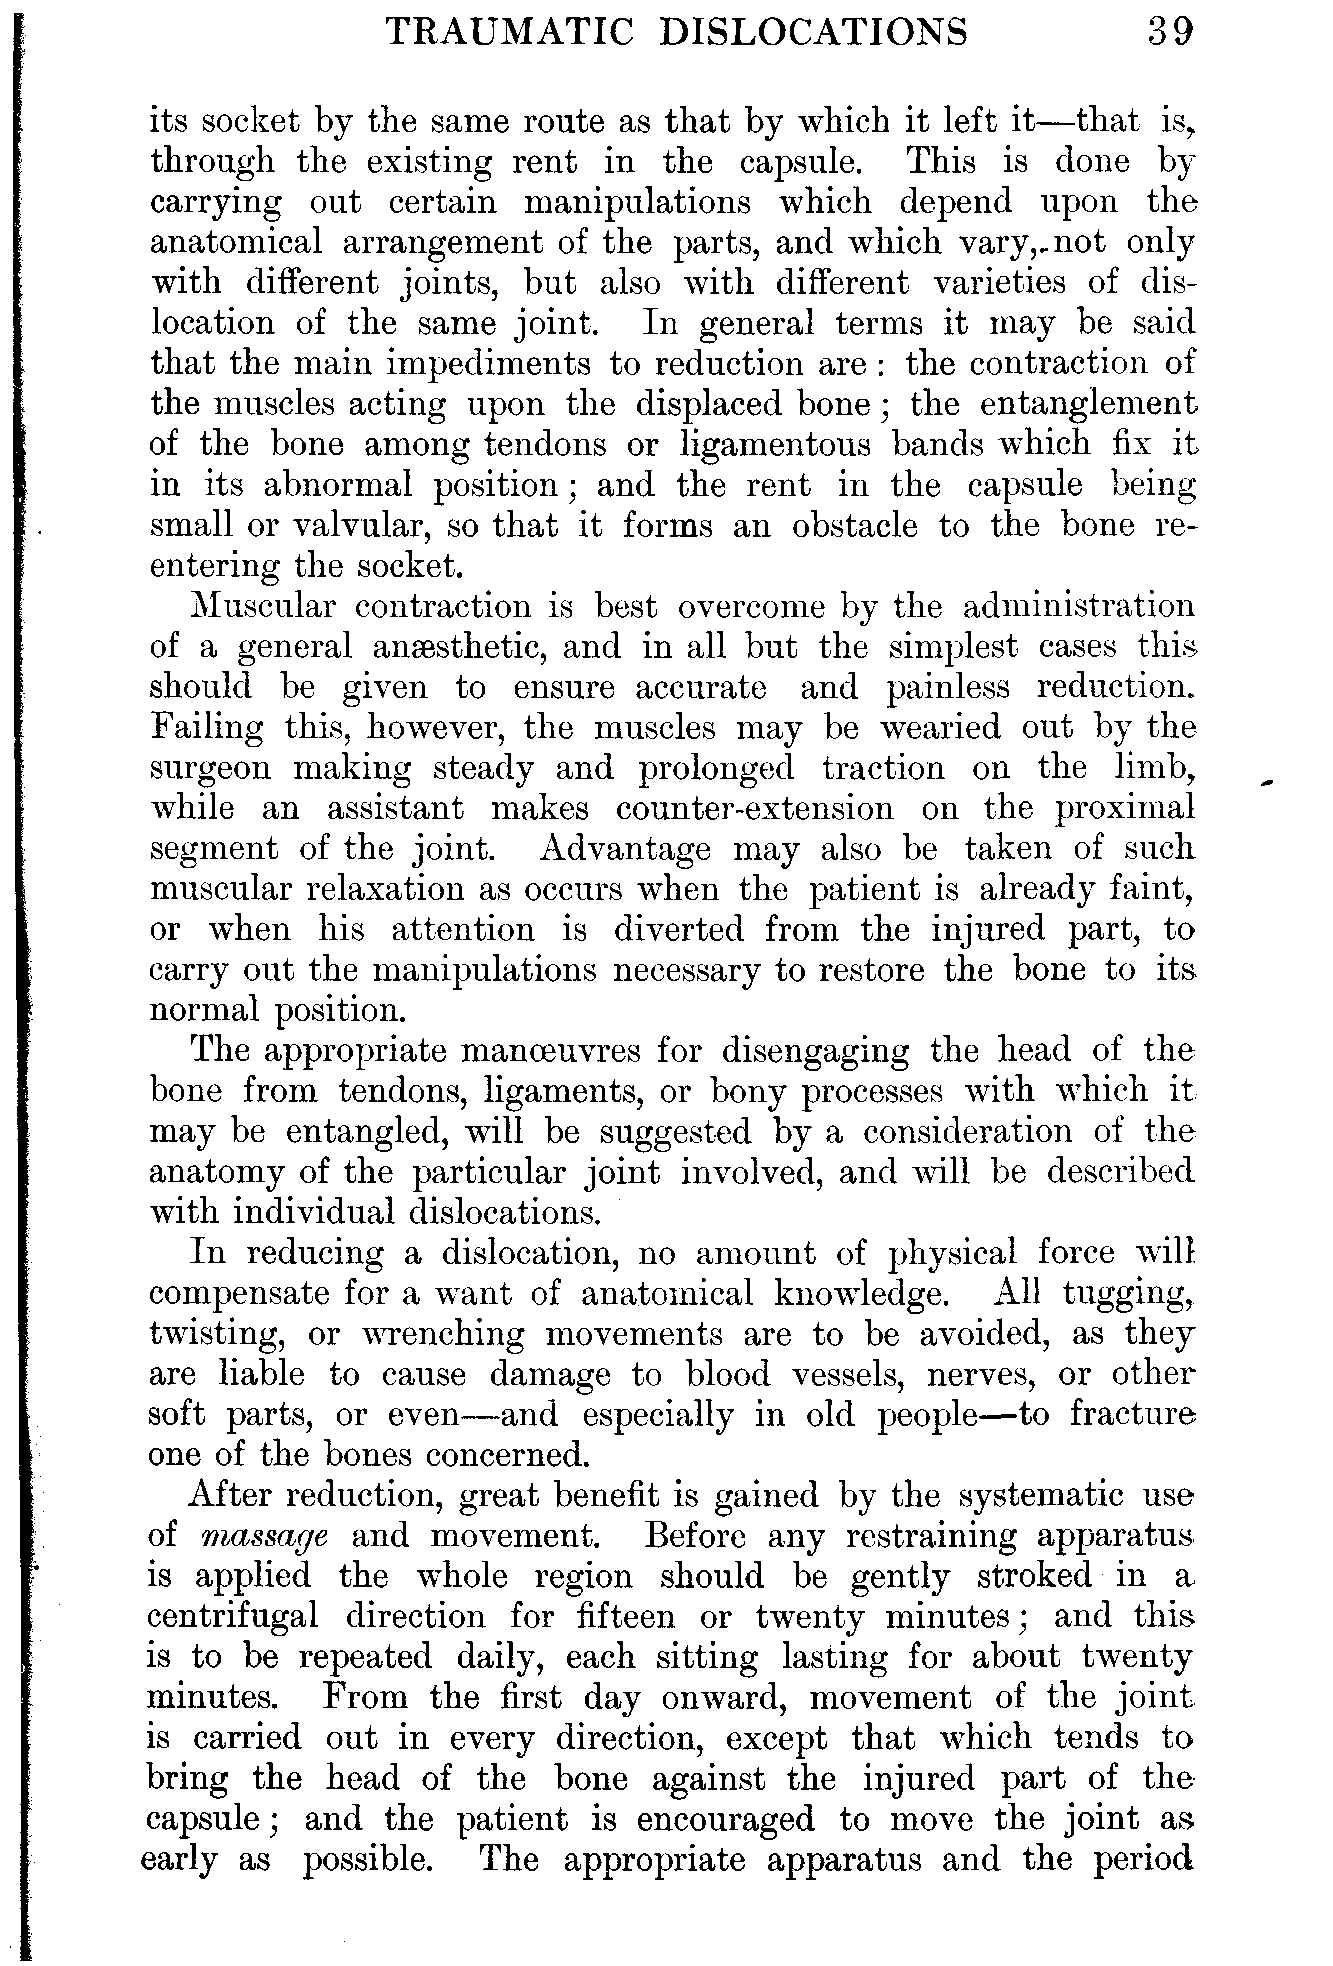 TRAUMATIC DISLOCATIONS 39
its socket by the same route as that by which it left it—that is,
through the existing rent in the capsule. This is done by
carrying out certain manipulations which depend upon the
anatomical arrangement of the parts, and which vary, not only
with different joints, but also with different varieties of dis-
location of the same joint. In general terms it may be said
that the main impediments to reduction are : the contraction of
the muscles acting upon the displaced bone ; the entanglement
of the bone among tendons or ligamentous bands which fix it
in its abnormal position ; and the rent in the capsule being
small or valvular, so that it forms an obstacle to the bone re-
entering the socket.
Muscular contraction is best overcome by the administration
of a general anæsthetic, and in all but the simplest cases this
should be given to ensure accurate and painless reduction.
Failing this, however, the muscles may be wearied out by the
surgeon making steady and prolonged traction on the limb,
while an assistant makes counter-extension on the proximal
segment of the joint. Advantage may also be taken of such
muscular relaxation as occurs when the patient is already faint,
or when his attention is diverted from the injured part, to
carry out the manipulations necessary to restore the bone to its
normal position.
The appropriate manœuvres for disengaging the head of the
bone from tendons, ligaments, or bony processes with which it
may be entangled, will be suggested by a consideration of the
anatomy of the particular joint involved, and will be described
with individual dislocations.
In reducing a dislocation, no amount of physical force will
compensate for a want of anatomical knowledge. All tugging,
twisting, or wrenching movements are to be avoided, as they
are liable to cause damage to blood vessels, nerves, or other
soft parts, or even—and especially in old people—to fracture
one of the bones concerned.
After reduction, great benefit is gained by the systematic use
of massage and movement. Before any restraining apparatus
is applied the whole region should be gently stroked in a
centrifugal direction for fifteen or twenty minutes ; and this
is to be repeated daily, each sitting lasting for about twenty
minutes. From the first day onward, movement of the joint
is carried out in every direction, except that which tends to
bring the head of the bone against the injured part of the
capsule ; and the patient is encouraged to move the joint as
early as possible. The appropriate apparatus and the period